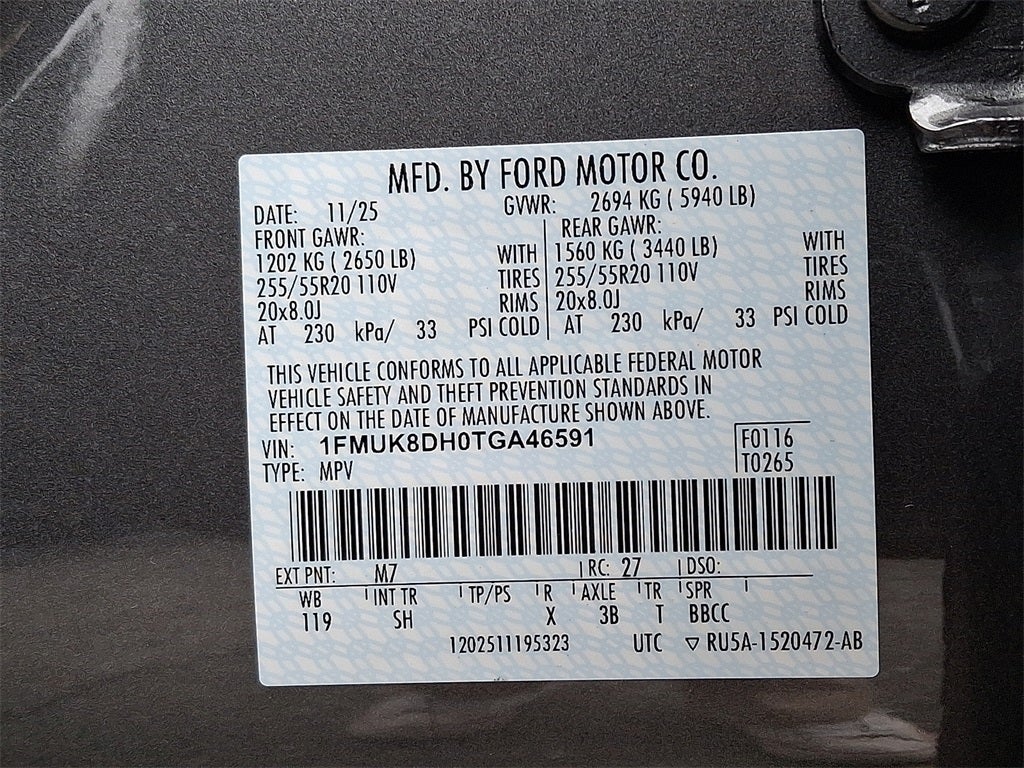 MFD. BY FORD MOTOR CO.
DATE: 11/25 GVWR: 2694 KG ( 5940 LB)
FRONT GAWR: REAR GAWR:
1202 KG ( 2650 LB) WITH 1560 KG ( 3440 LB) WITH
255/55R20 110V TIRES 255/55R20 110V TIRES
20x8.0J RIMS 20x8.0J RIMS
AT 230 kPa/ 33 PSI COLD AT 230 kPa/ 33 PSI COLD
THIS VEHICLE CONFORMS TO ALL APPLICABLE FEDERAL MOTOR
VEHICLE SAFETY AND THEFT PREVENTION STANDARDS IN
EFFECT ON THE DATE OF MANUFACTURE SHOWN ABOVE.
VIN: 1FMUK8DH0TGA46591 F0116
TYPE: MPV T0265
EXT PNT: M7 RC: 27 DSO:
WB INT TR TP/PS R AXLE TR SPR
119 SH X 3B T BBCC
1202511195323 UTC ▽ RU5A-1520472-AB